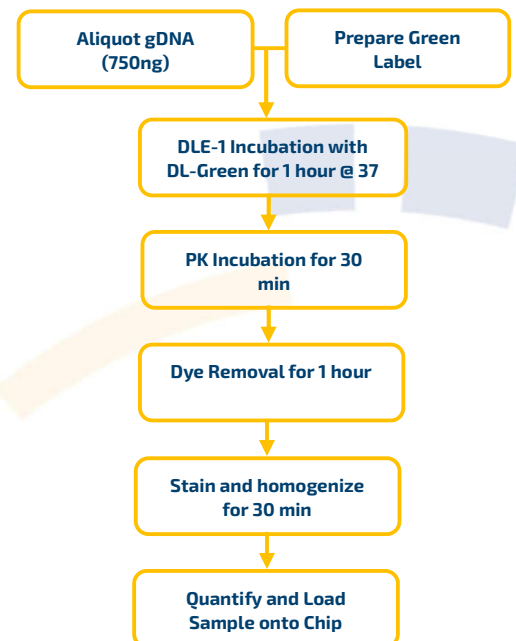 Aliquot gDNA
(750ng)
Prepare Green
Label
DLE-1 Incubation with
DL-Green for 1 hour @ 37
PK Incubation for 30
min
Dye Removal for 1 hour
Stain and homogenize
for 30 min
Quantify and Load
Sample onto Chip